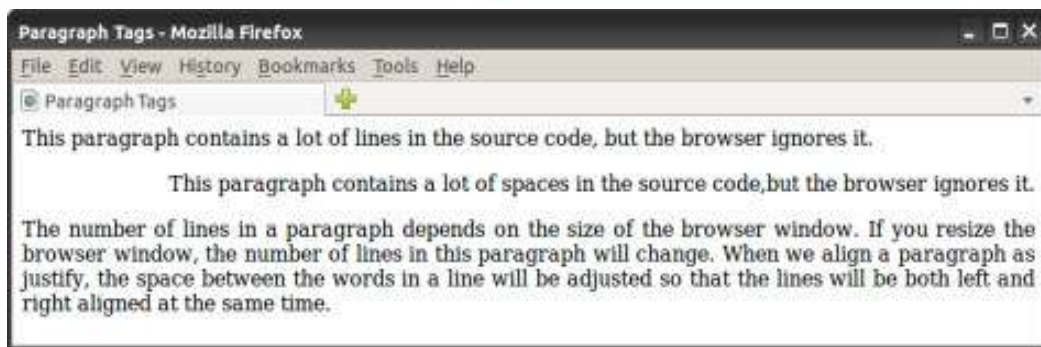 Paragraph Tags - Mozilla Firefox
File Edit View History Bookmarks Tools Help
Paragraph Tags
This paragraph contains a lot of lines in the source code, but the browser ignores it.
This paragraph contains a lot of spaces in the source code,but the browser ignores it.
The number of lines in a paragraph depends on the size of the browser window. If you resize the
browser window, the number of lines in this paragraph will change. When we align a paragraph as
justify, the space between the words in a line will be adjusted so that the lines will be both left and
right aligned at the same time.